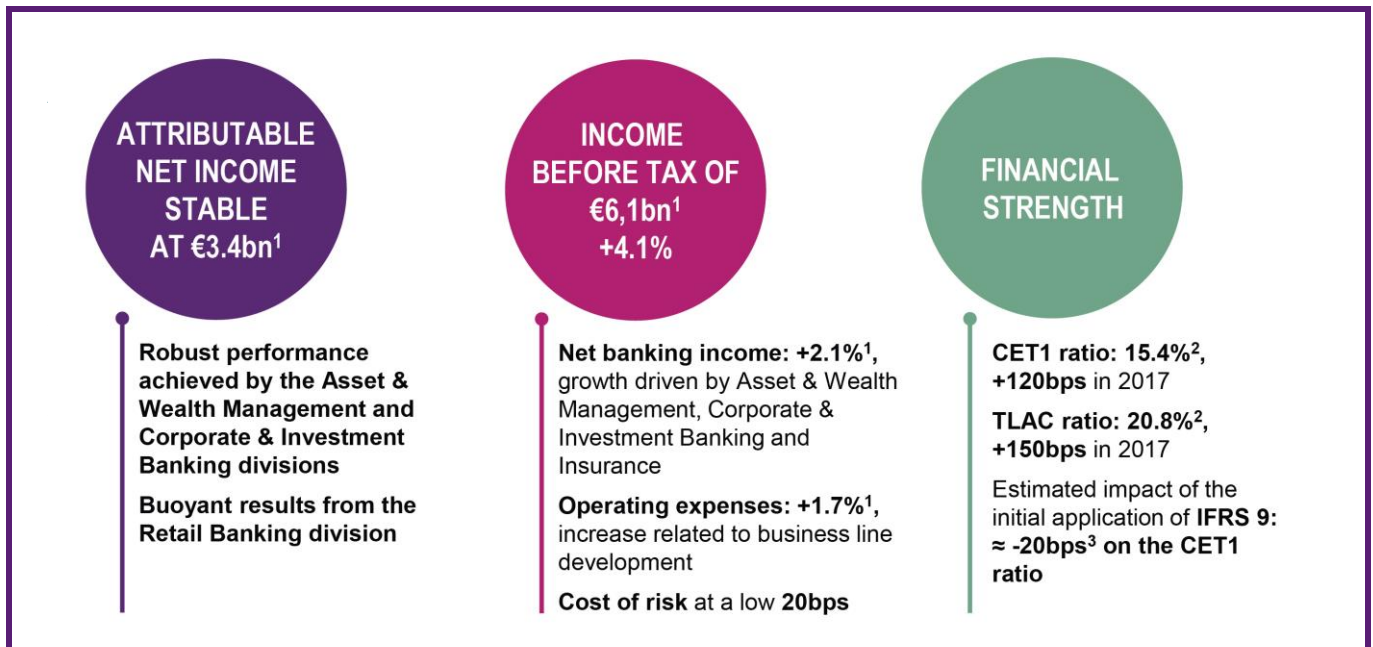 ATTRIBUTABLE
NET INCOME
STABLE
AT €3.4bn¹
Robust performance
achieved by the Asset &
Wealth Management and
Corporate & Investment
Banking divisions
Buoyant results from the
Retail Banking division
INCOME
BEFORE TAX OF
€6,1bn¹
+4.1%
Net banking income: +2.1%¹,
growth driven by Asset & Wealth
Management, Corporate &
Investment Banking and
Insurance
Operating expenses: +1.7%¹,
increase related to business line
development
Cost of risk at a low 20bps
FINANCIAL
STRENGTH
CET1 ratio: 15.4%²,
+120bps in 2017
TLAC ratio: 20.8%²,
+150bps in 2017
Estimated impact of the
initial application of IFRS 9:
≈ -20bps³ on the CET1
ratio